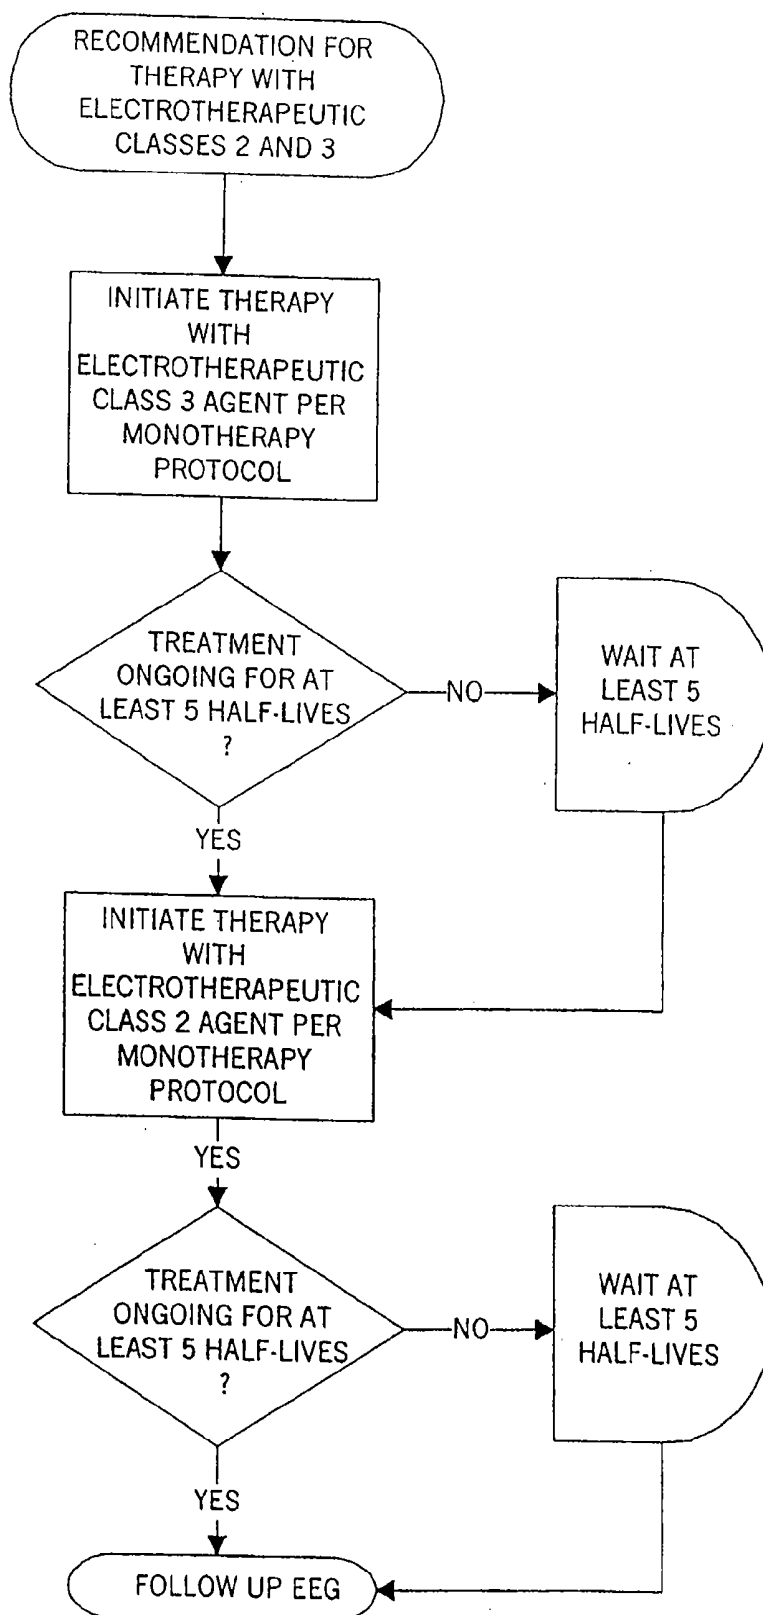 RECOMMENDATION FOR
THERAPY WITH
ELECTROTHERAPEUTIC
CLASSES 2 AND 3
INITIATE THERAPY
WITH
ELECTROTHERAPEUTIC
CLASS 3 AGENT PER
MONOTHERAPY
PROTOCOL
TREATMENT
ONGOING FOR AT
LEAST 5 HALF-LIVES
?
NO
WAIT AT
LEAST 5
HALF-LIVES
YES
INITIATE THERAPY
WITH
ELECTROTHERAPEUTIC
CLASS 2 AGENT PER
MONOTHERAPY
PROTOCOL
YES
TREATMENT
ONGOING FOR AT
LEAST 5 HALF-LIVES
?
NO
WAIT AT
LEAST 5
HALF-LIVES
YES
FOLLOW UP EEG